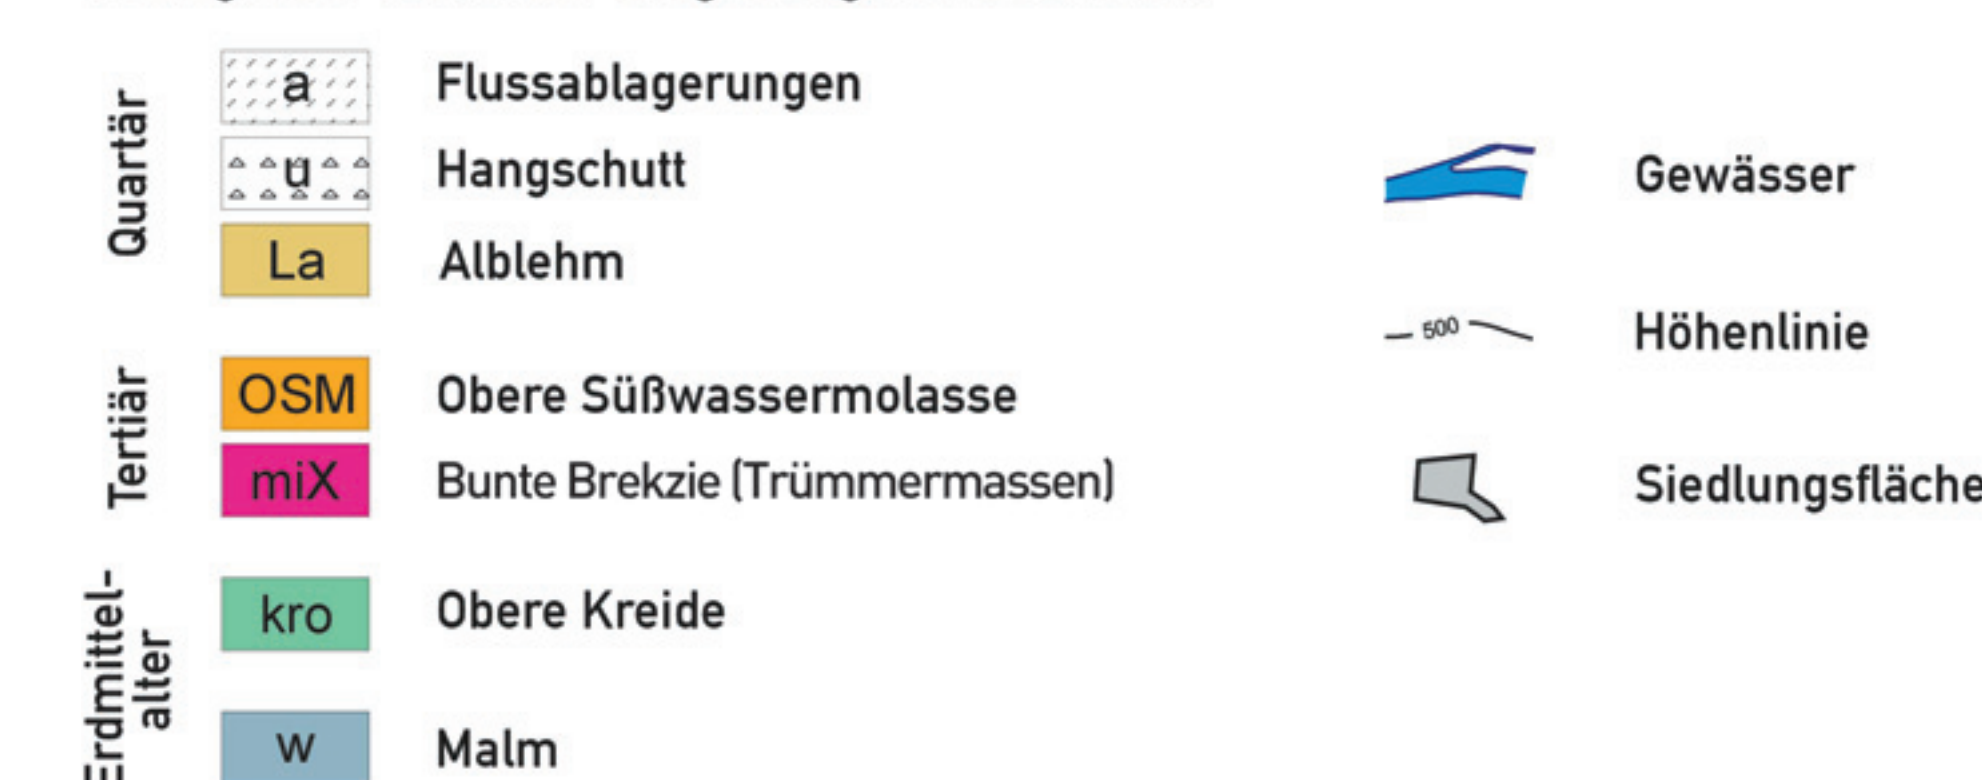 Quartär
a Flussablagerungen
u Hangschutt
La Alblehm
Tertiär
OSM Obere Süßwassermolasse
miX Bunte Brekzie (Trümmermassen)
Erdmittel-
alter
kro Obere Kreide
w Malm
Gewässer
500 Höhenlinie
Siedlungsfläche